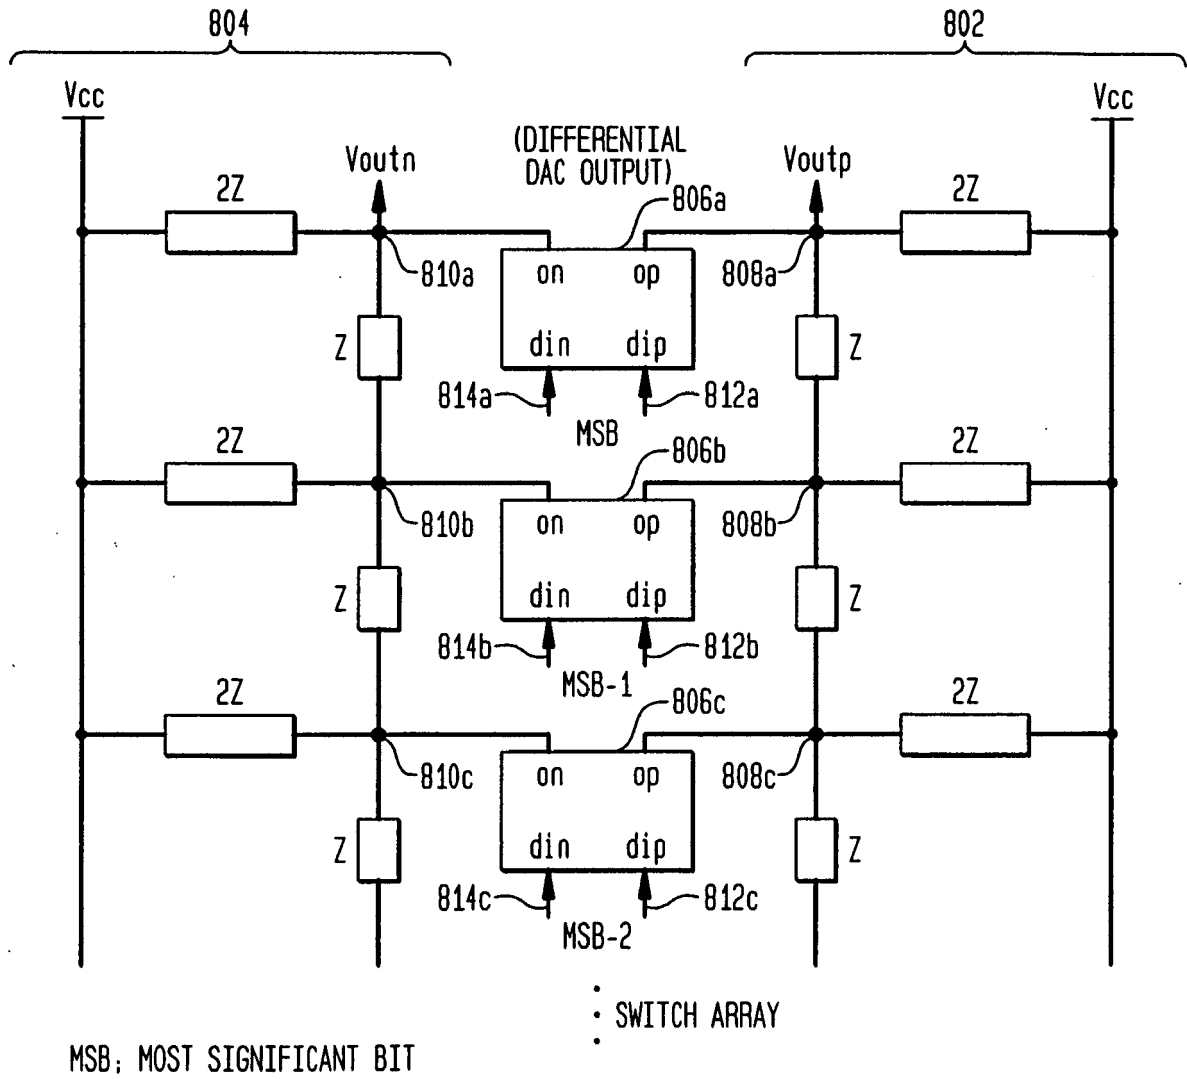 804
802
Vcc
Vcc
(DIFFERENTIAL
DAC OUTPUT)
Voutn
Voutp
2Z
806a
2Z
810a
on
op
808a
Z
din
dip
Z
814a
812a
MSB
2Z
806b
2Z
810b
on
op
808b
Z
din
dip
Z
814b
812b
MSB-1
2Z
806c
2Z
810c
on
op
808c
Z
din
dip
Z
814c
812c
MSB-2
SWITCH ARRAY
MSB; MOST SIGNIFICANT BIT